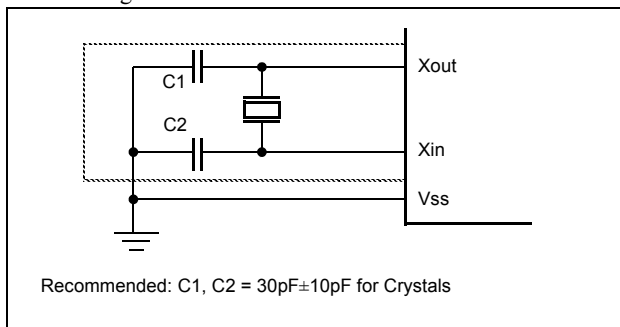 Xout
C1
C2
Xin
Vss
Recommended: C1, C2 = 30pF±10pF for Crystals